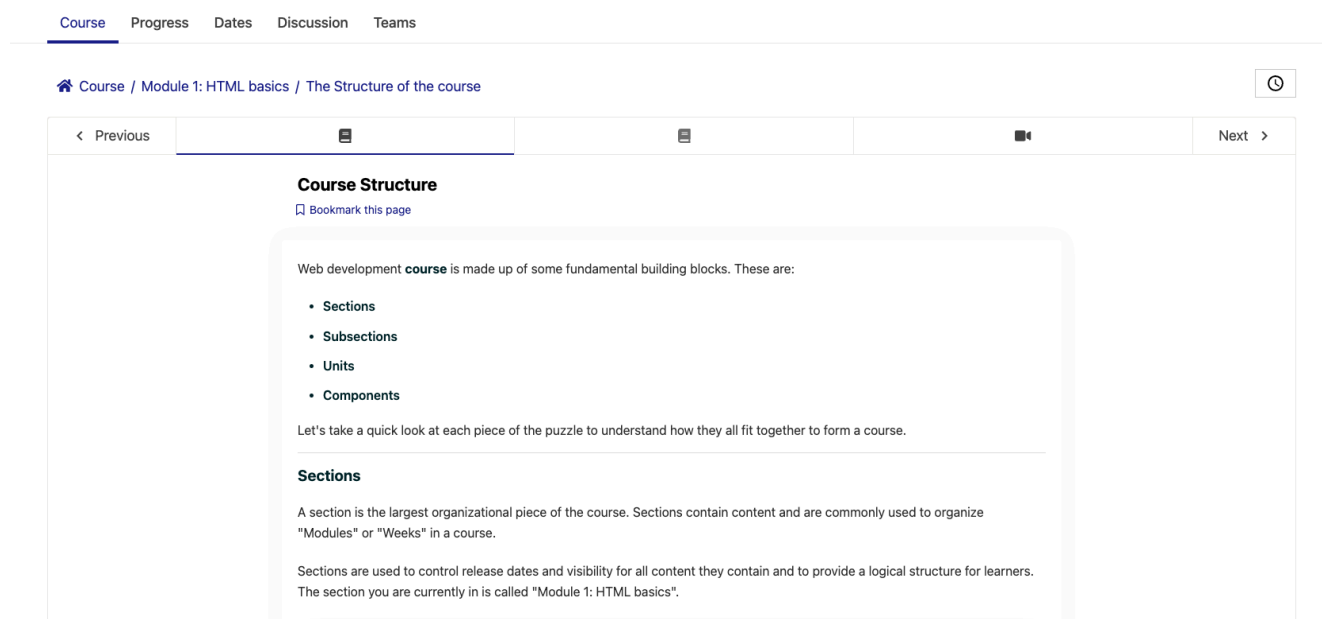 Course Progress Dates Discussion Teams
Course / Module 1: HTML basics / The Structure of the course
Previous Next
Course Structure
Bookmark this page
Web development course is made up of some fundamental building blocks. These are:
• Sections
• Subsections
• Units
• Components
Let's take a quick look at each piece of the puzzle to understand how they all fit together to form a course.
Sections
A section is the largest organizational piece of the course. Sections contain content and are commonly used to organize
"Modules" or "Weeks" in a course.
Sections are used to control release dates and visibility for all content they contain and to provide a logical structure for learners.
The section you are currently in is called "Module 1: HTML basics".